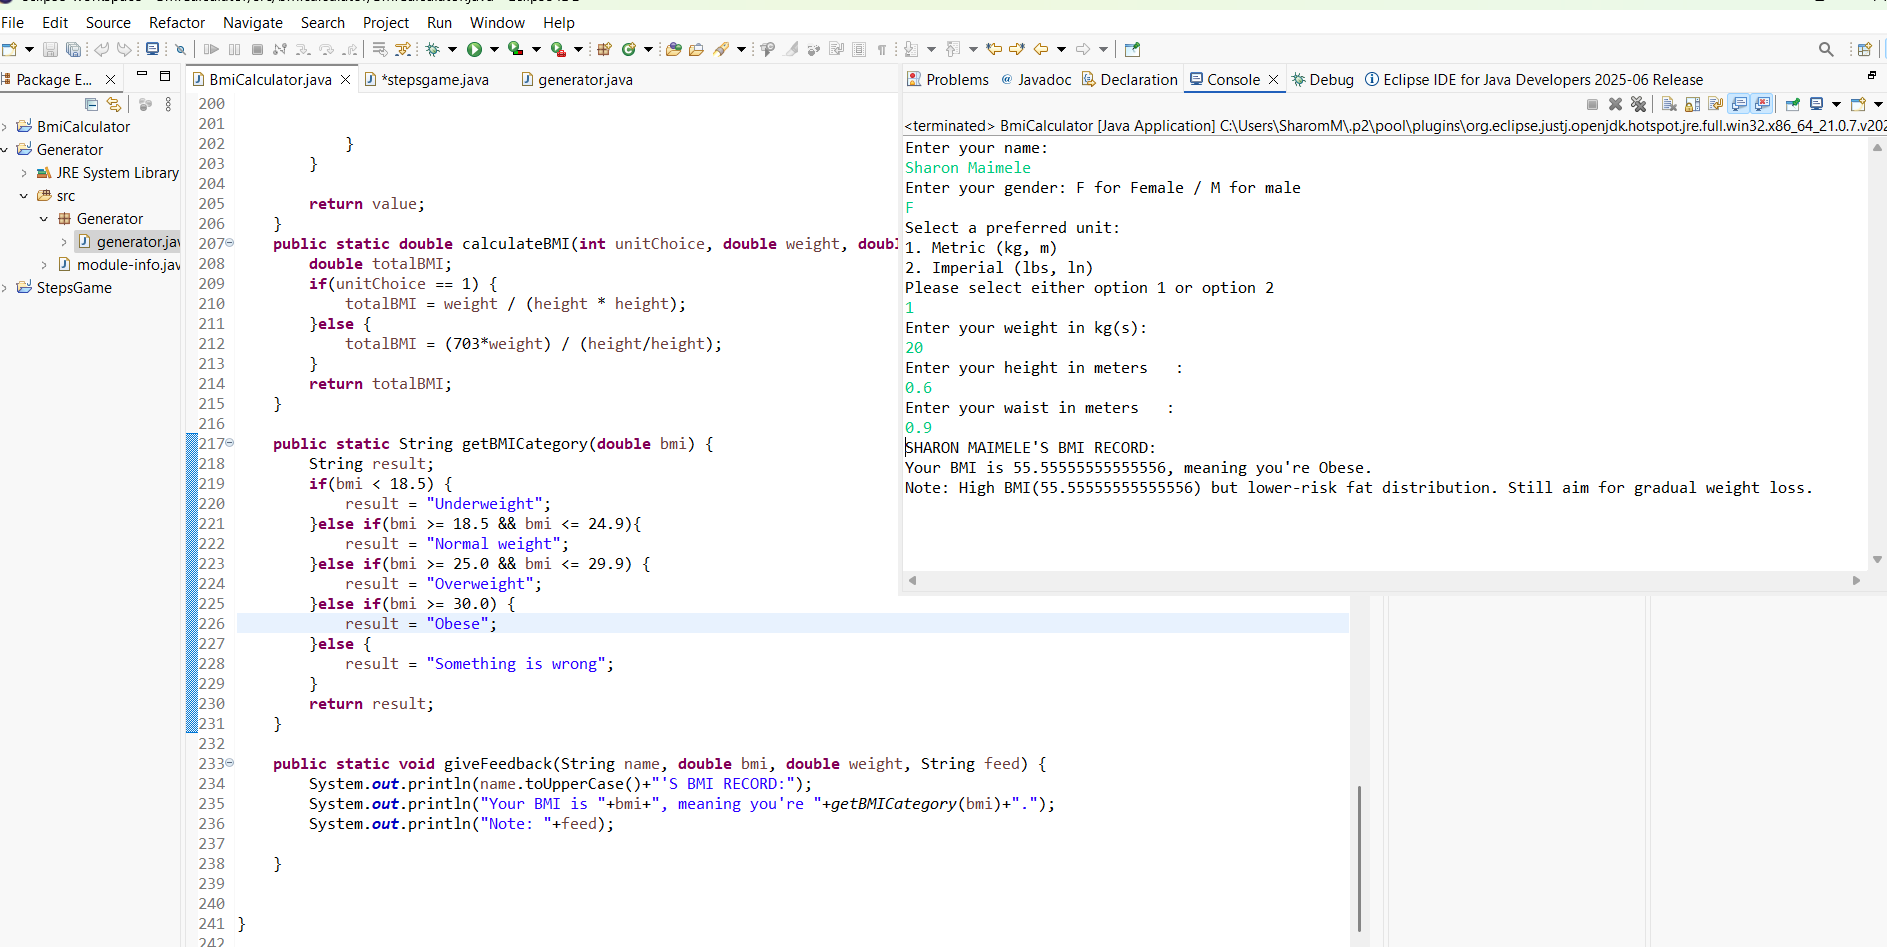 File Edit Source Refactor Navigate Search Project Run Window Help
Package E...
BmiCalculator
Generator
JRE System Library
src
Generator
generator.jav
module-info.jav
StepsGame
BmiCalculator.java
*stepsgame.java
generator.java
200
201
202 }
203 }
204
205 return value;
206 }
207 public static double calculateBMI(int unitChoice, double weight, doubl
208 double totalBMI;
209 if(unitChoice == 1) {
210 totalBMI = weight / (height * height);
211 }else {
212 totalBMI = (703*weight) / (height/height);
213 }
214 return totalBMI;
215 }
216
217 public static String getBMICategory(double bmi) {
218 String result;
219 if(bmi < 18.5) {
220 result = "Underweight";
221 }else if(bmi >= 18.5 && bmi <= 24.9){
222 result = "Normal weight";
223 }else if(bmi >= 25.0 && bmi <= 29.9) {
224 result = "Overweight";
225 }else if(bmi >= 30.0) {
226 result = "Obese";
227 }else {
228 result = "Something is wrong";
229 }
230 return result;
231 }
232
233 public static void giveFeedback(String name, double bmi, double weight, String feed) {
234 System.out.println(name.toUpperCase()+"'S BMI RECORD:");
235 System.out.println("Your BMI is "+bmi+", meaning you're "+getBMICategory(bmi)+".");
236 System.out.println("Note: "+feed);
237
238 }
239
240
241 }
242
Problems Javadoc Declaration Console Debug Eclipse IDE for Java Developers 2025-06 Release
<terminated> BmiCalculator [Java Application] C:\Users\SharomM\.p2\pool\plugins\org.eclipse.justj.openjdk.hotspot.jre.full.win32.x86_64_21.0.7.v202
Enter your name:
Sharon Maimele
Enter your gender: F for Female / M for male
F
Select a preferred unit:
1. Metric (kg, m)
2. Imperial (lbs, ln)
Please select either option 1 or option 2
1
Enter your weight in kg(s):
20
Enter your height in meters :
0.6
Enter your waist in meters :
0.9
SHARON MAIMELE'S BMI RECORD:
Your BMI is 55.55555555555556, meaning you're Obese.
Note: High BMI(55.55555555555556) but lower-risk fat distribution. Still aim for gradual weight loss.